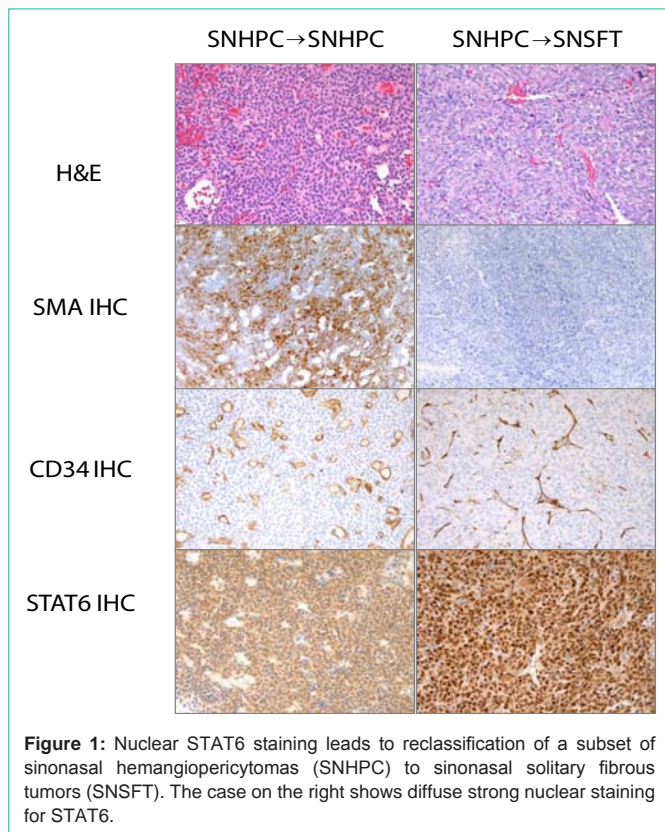 SNHPC→SNHPC SNHPC→SNSFT
H&E
SMA IHC
CD34 IHC
STAT6 IHC
Figure 1: Nuclear STAT6 staining leads to reclassification of a subset of
sinonasal hemangiopericytomas (SNHPC) to sinonasal solitary fibrous
tumors (SNSFT). The case on the right shows diffuse strong nuclear staining
for STAT6.